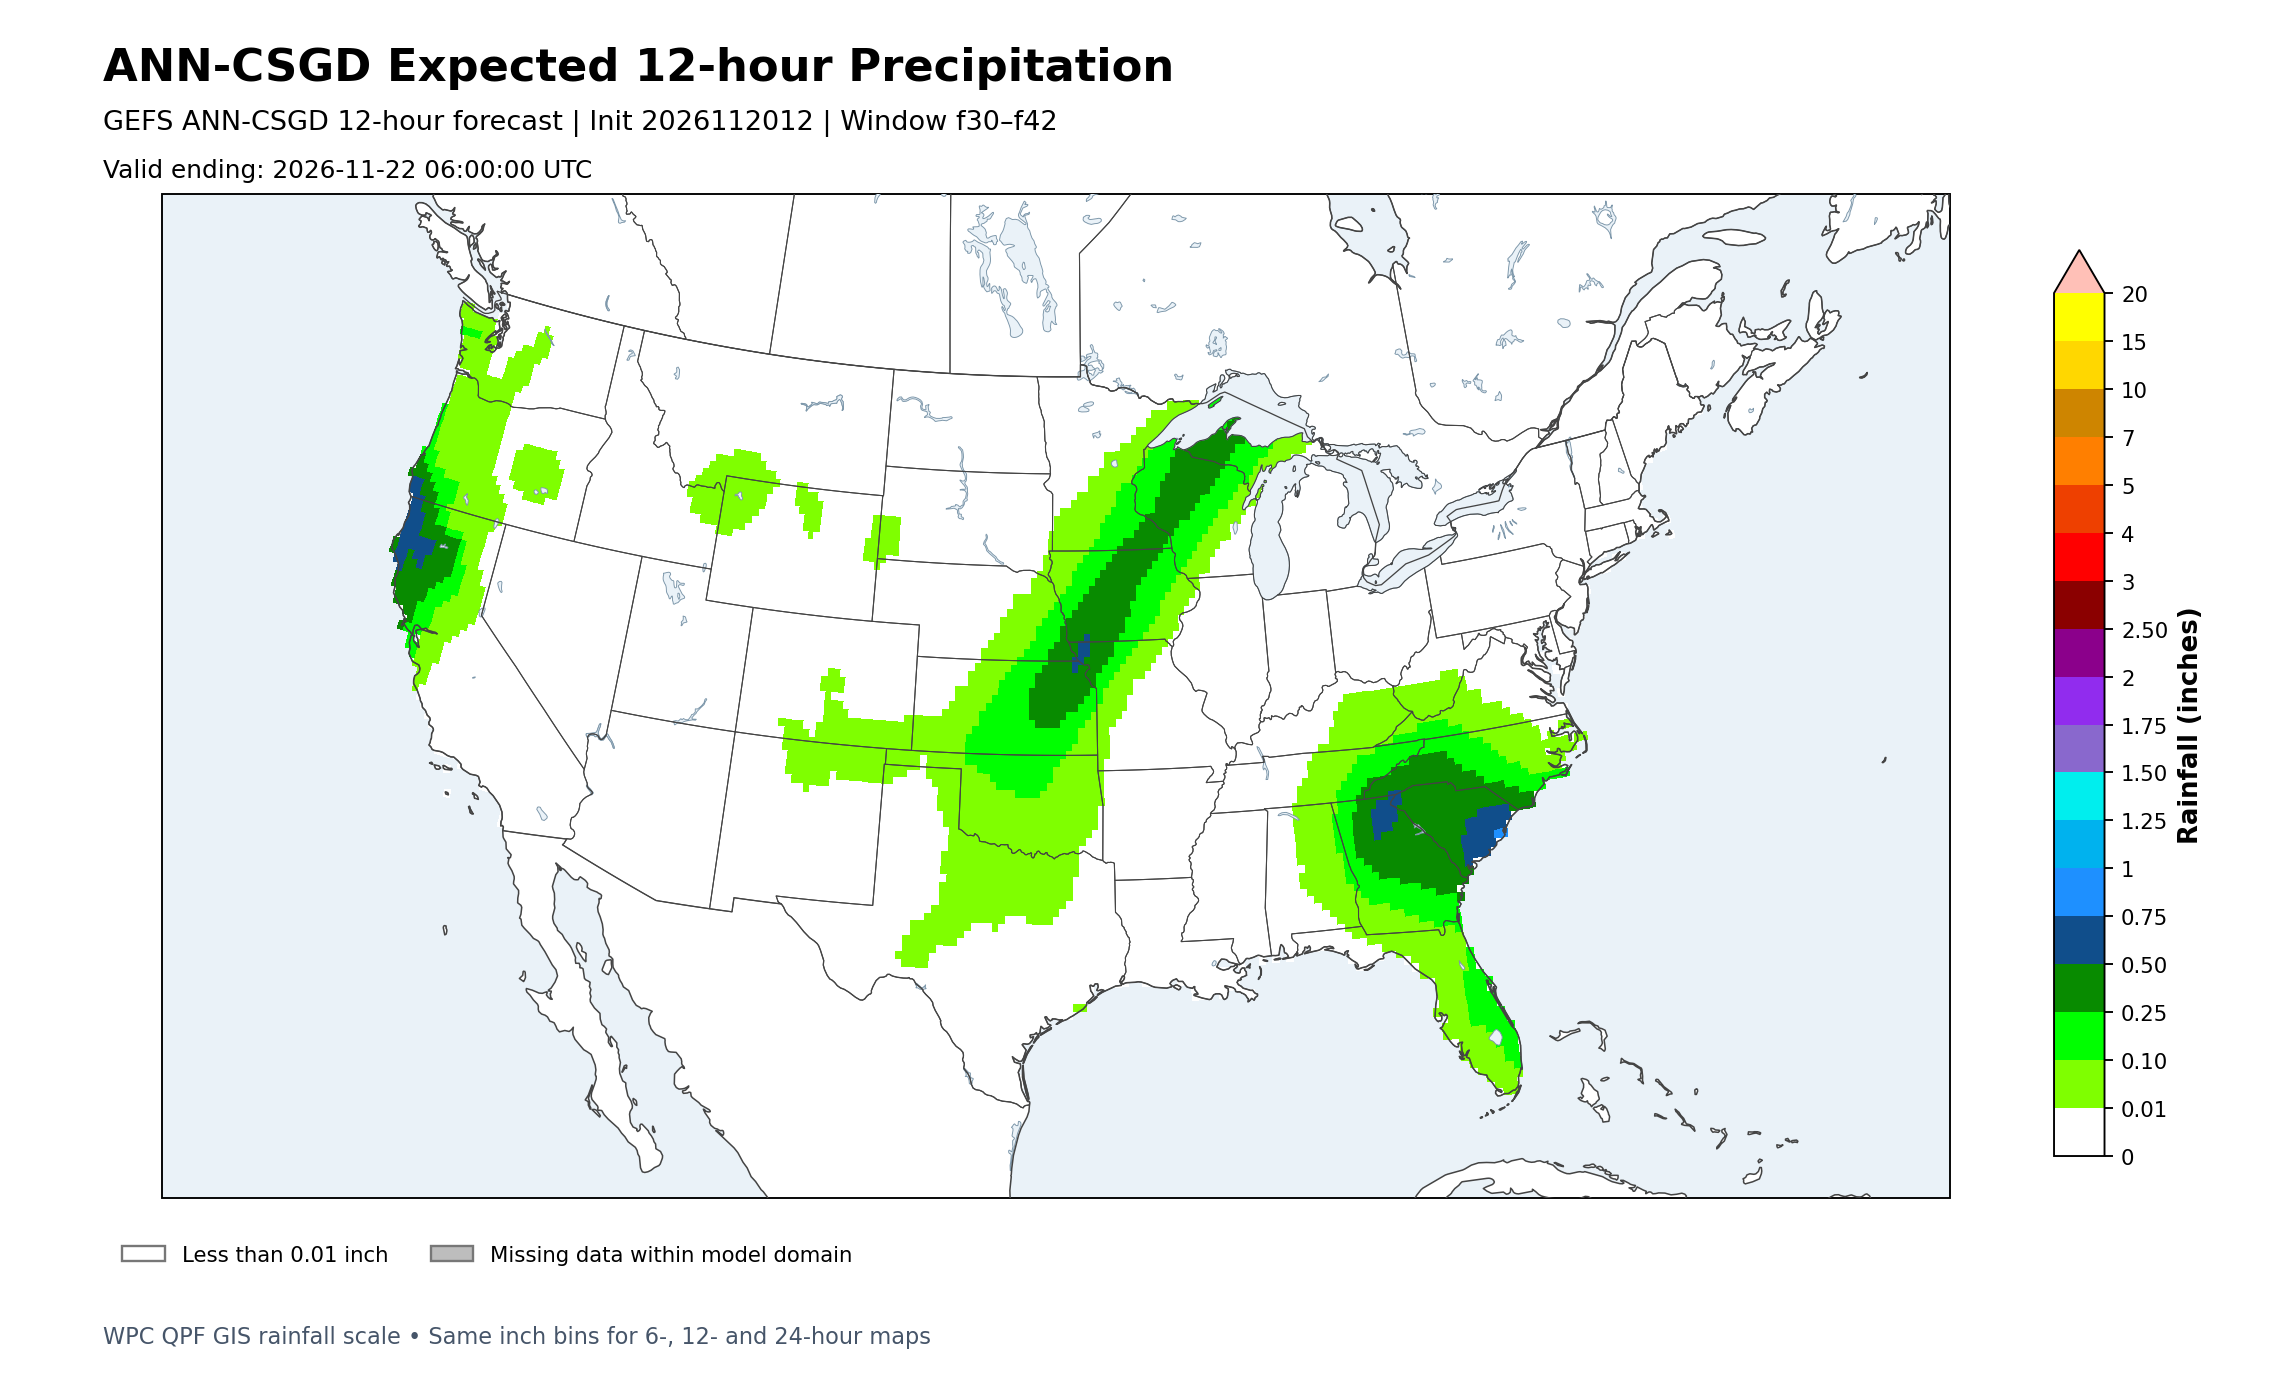 ANN-CSGD Expected 12-hour Precipitation
GEFS ANN-CSGD 12-hour forecast | Init 2026112012 | Window f30–f42
Valid ending: 2026-11-22 06:00:00 UTC
20
15
10
7
5
4
3
2.50
2
1.75
1.50
1.25
1
0.75
0.50
0.25
0.10
0.01
0
Rainfall (inches)
Less than 0.01 inch
Missing data within model domain
WPC QPF GIS rainfall scale • Same inch bins for 6-, 12- and 24-hour maps